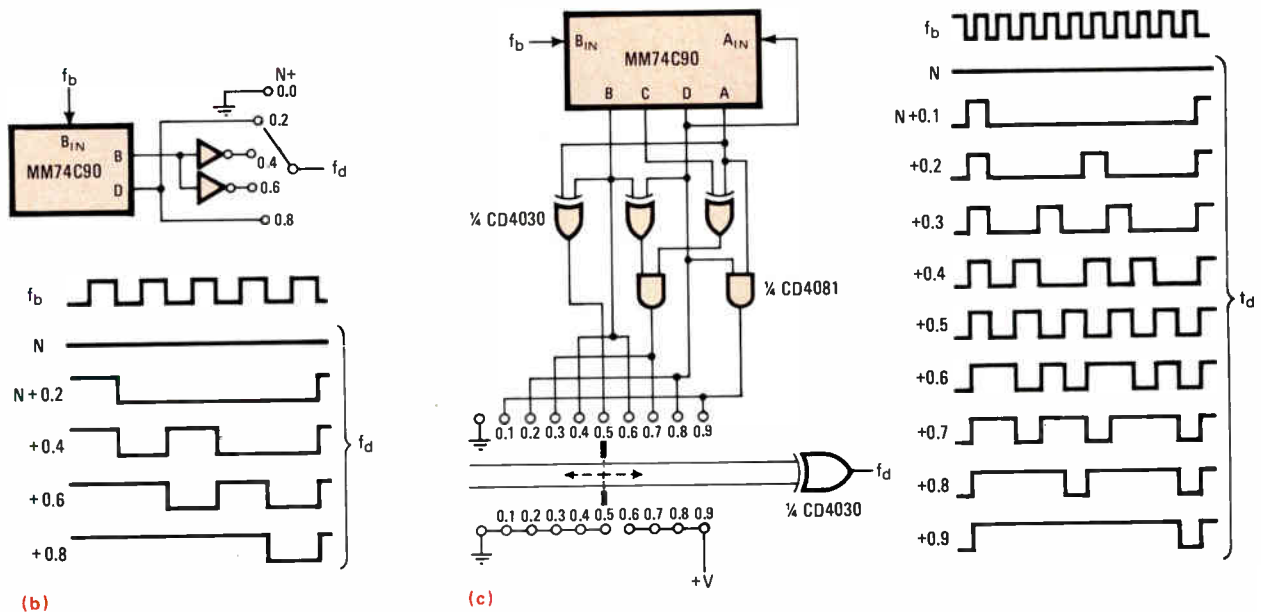 f_b
N+
0.0
0.2
B_IN
MM74C90
B
D
0.4
0.6
0.8
f_d
f_b
N
N + 0.2
+0.4
+0.6
+0.8
f_d
(b)
f_b
B_IN
A_IN
MM74C90
B C D A
¼ CD4030
¼ CD4081
0.1 0.2 0.3 0.4 0.5 0.6 0.7 0.8 0.9
f_d
¼ CD4030
0.1 0.2 0.3 0.4 0.5 0.6 0.7 0.8 0.9
+V
(c)
f_b
N
N +0.1
+0.2
+0.3
+0.4
+0.5
+0.6
+0.7
+0.8
+0.9
f_d